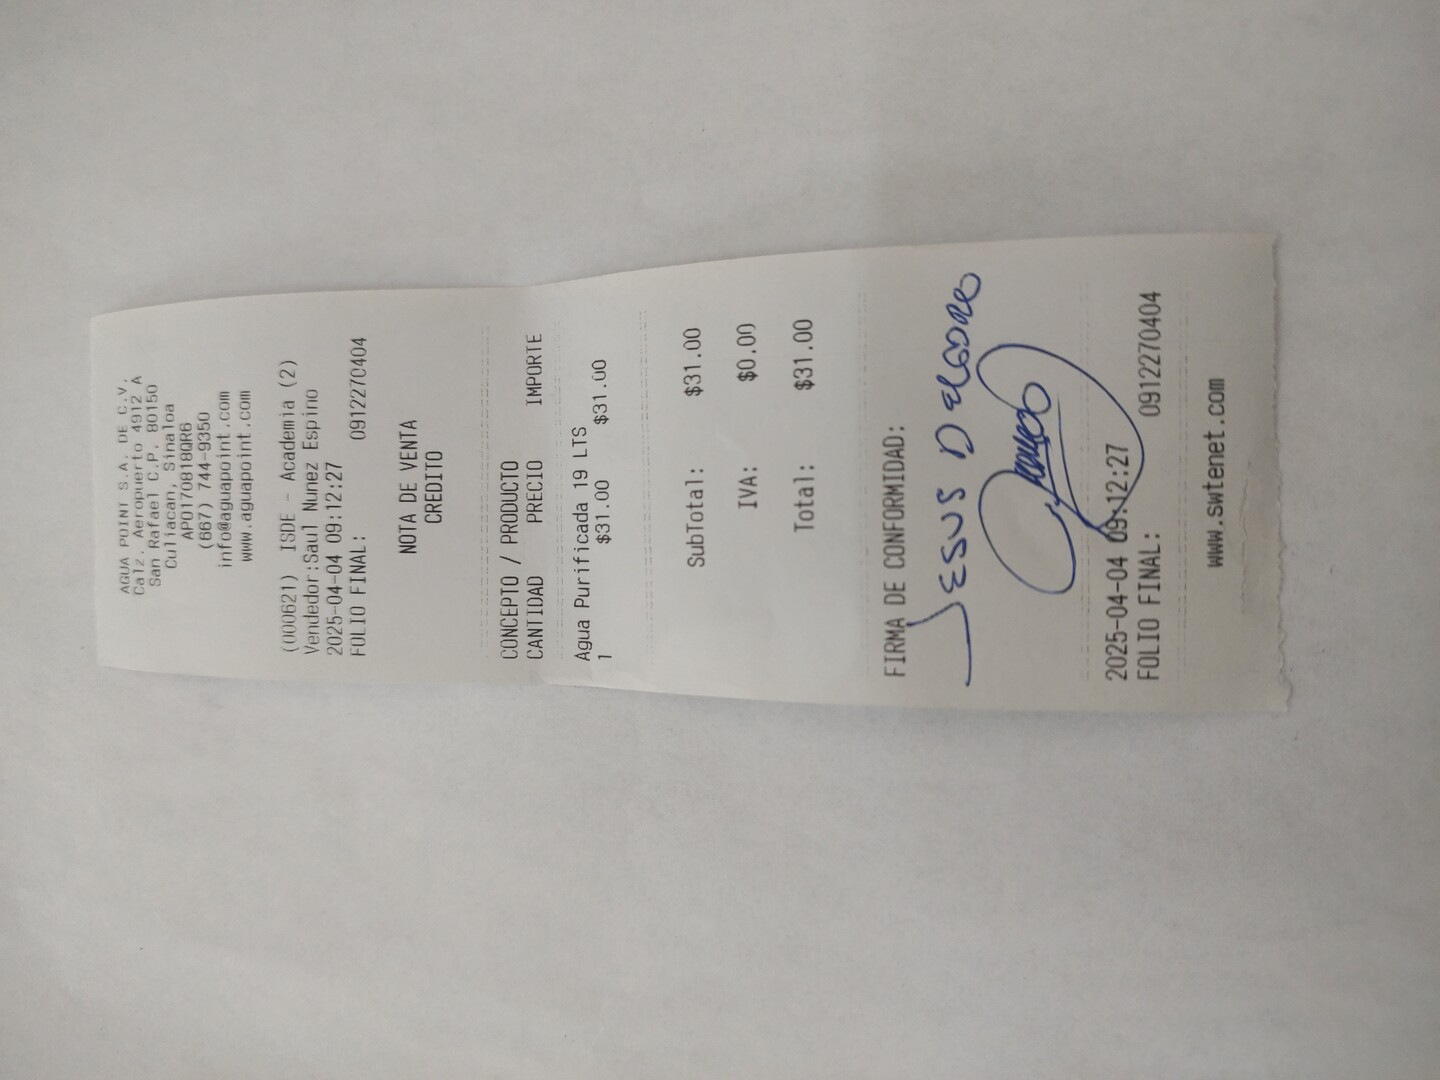 AGUA POINT S.A. DE C.V.
Calz. Aeropuerto 4912 A
San Rafael C.P. 80150
Culiacan, Sinaloa
APO170818QR6
(667) 744-9350
info@aguapoint.com
www.aguapoint.com
(000621) ISDE - Academia (2)
Vendedor:Saul Nunez Espino
2025-04-04 09:12:27
FOLIO FINAL: 0912270404
NOTA DE VENTA
CREDITO
CONCEPTO / PRODUCTO
CANTIDAD PRECIO IMPORTE
Agua Purificada 19 LTS
1 $31.00 $31.00
SubTotal: $31.00
IVA: $0.00
Total: $31.00
FIRMA DE CONFORMIDAD:
JESUS DELGADO
2025-04-04 09:12:27
FOLIO FINAL: 0912270404
www.swtenet.com